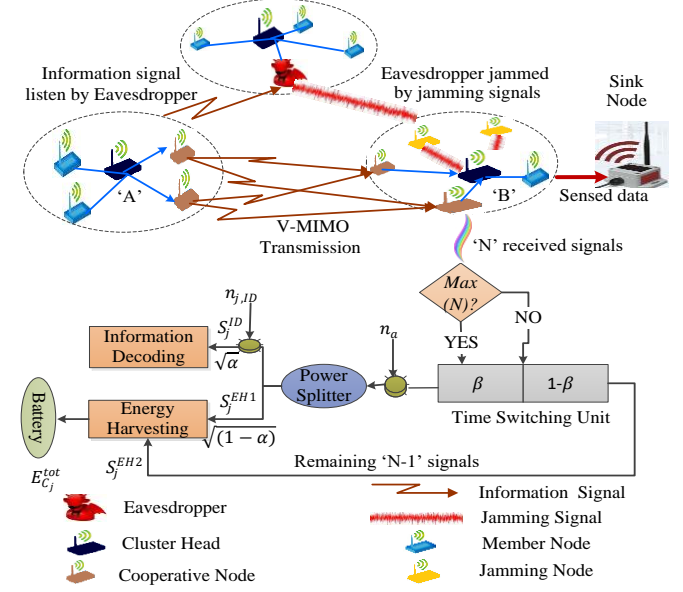 Information signal
listen by Eavesdropper
Eavesdropper jammed
by jamming signals
Sink
Node
'A'
'B'
Sensed data
V-MIMO
Transmission
'N' received signals
Max
(N)?
YES
NO
n_{j,ID}
S_j^{ID}
n_a
Information
Decoding
√α
Power
Splitter
β
1-β
Time Switching Unit
S_j^{EH1}
Energy
Harvesting
√(1 − α)
Battery
S_j^{EH2}
Remaining 'N-1' signals
E_{C_j}^{tot}
Eavesdropper
Cluster Head
Cooperative Node
Information Signal
Jamming Signal
Member Node
Jamming Node